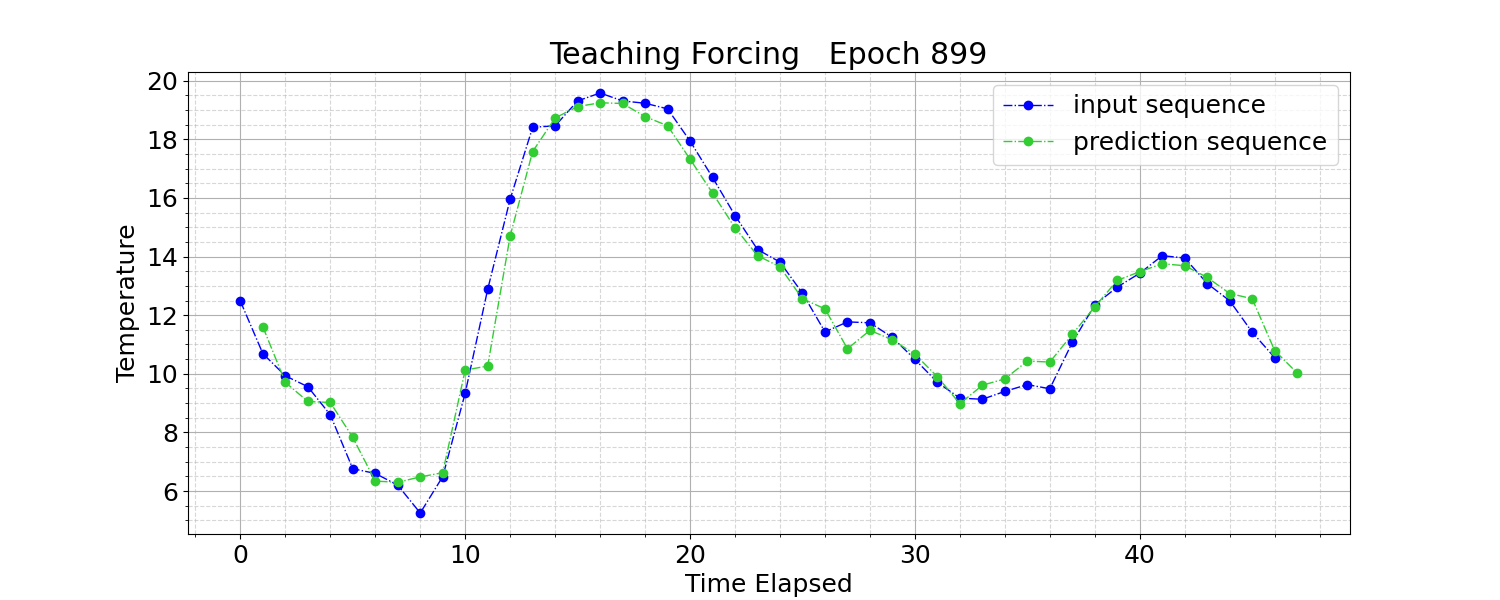 Teaching Forcing   Epoch 899
20
18
16
14
12
10
8
6
Temperature
input sequence
prediction sequence
0 10 20 30 40
Time Elapsed